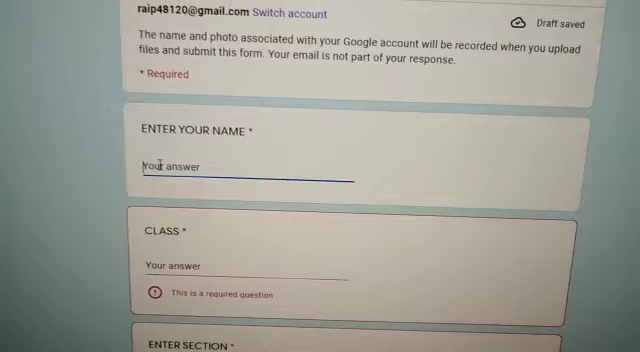 raip48120@gmail.com Switch account
Draft saved
The name and photo associated with your Google account will be recorded when you upload
files and submit this form. Your email is not part of your response.
* Required
ENTER YOUR NAME *
Your answer
CLASS *
Your answer
This is a required question
ENTER SECTION *